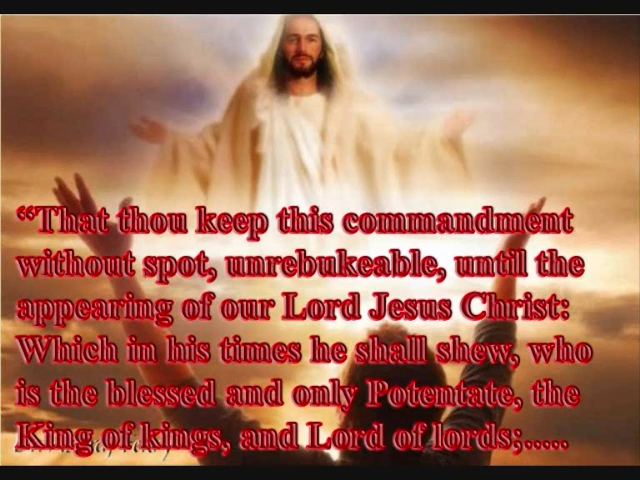 “That thou keep this commandment
without spot, unrebukeable, until the
appearing of our Lord Jesus Christ:
Which in his times he shall shew, who
is the blessed and only Potentate, the
King of kings, and Lord of lords;.....